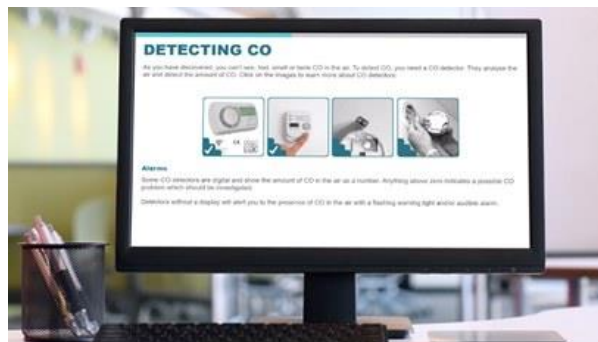 DETECTING CO
As you have discovered, you can't see, feel, smell or taste CO in the air. To detect CO, you need a CO detector. They analyse the
air and detect the amount of CO. Click on the images to learn more about CO detectors.
Alarms
Some CO detectors are digital and show the amount of CO in the air as a number. Anything above zero indicates a possible CO
problem which should be investigated.
Detectors without a display will alert you to the presence of CO in the air with a flashing warning light and/or audible alarm.